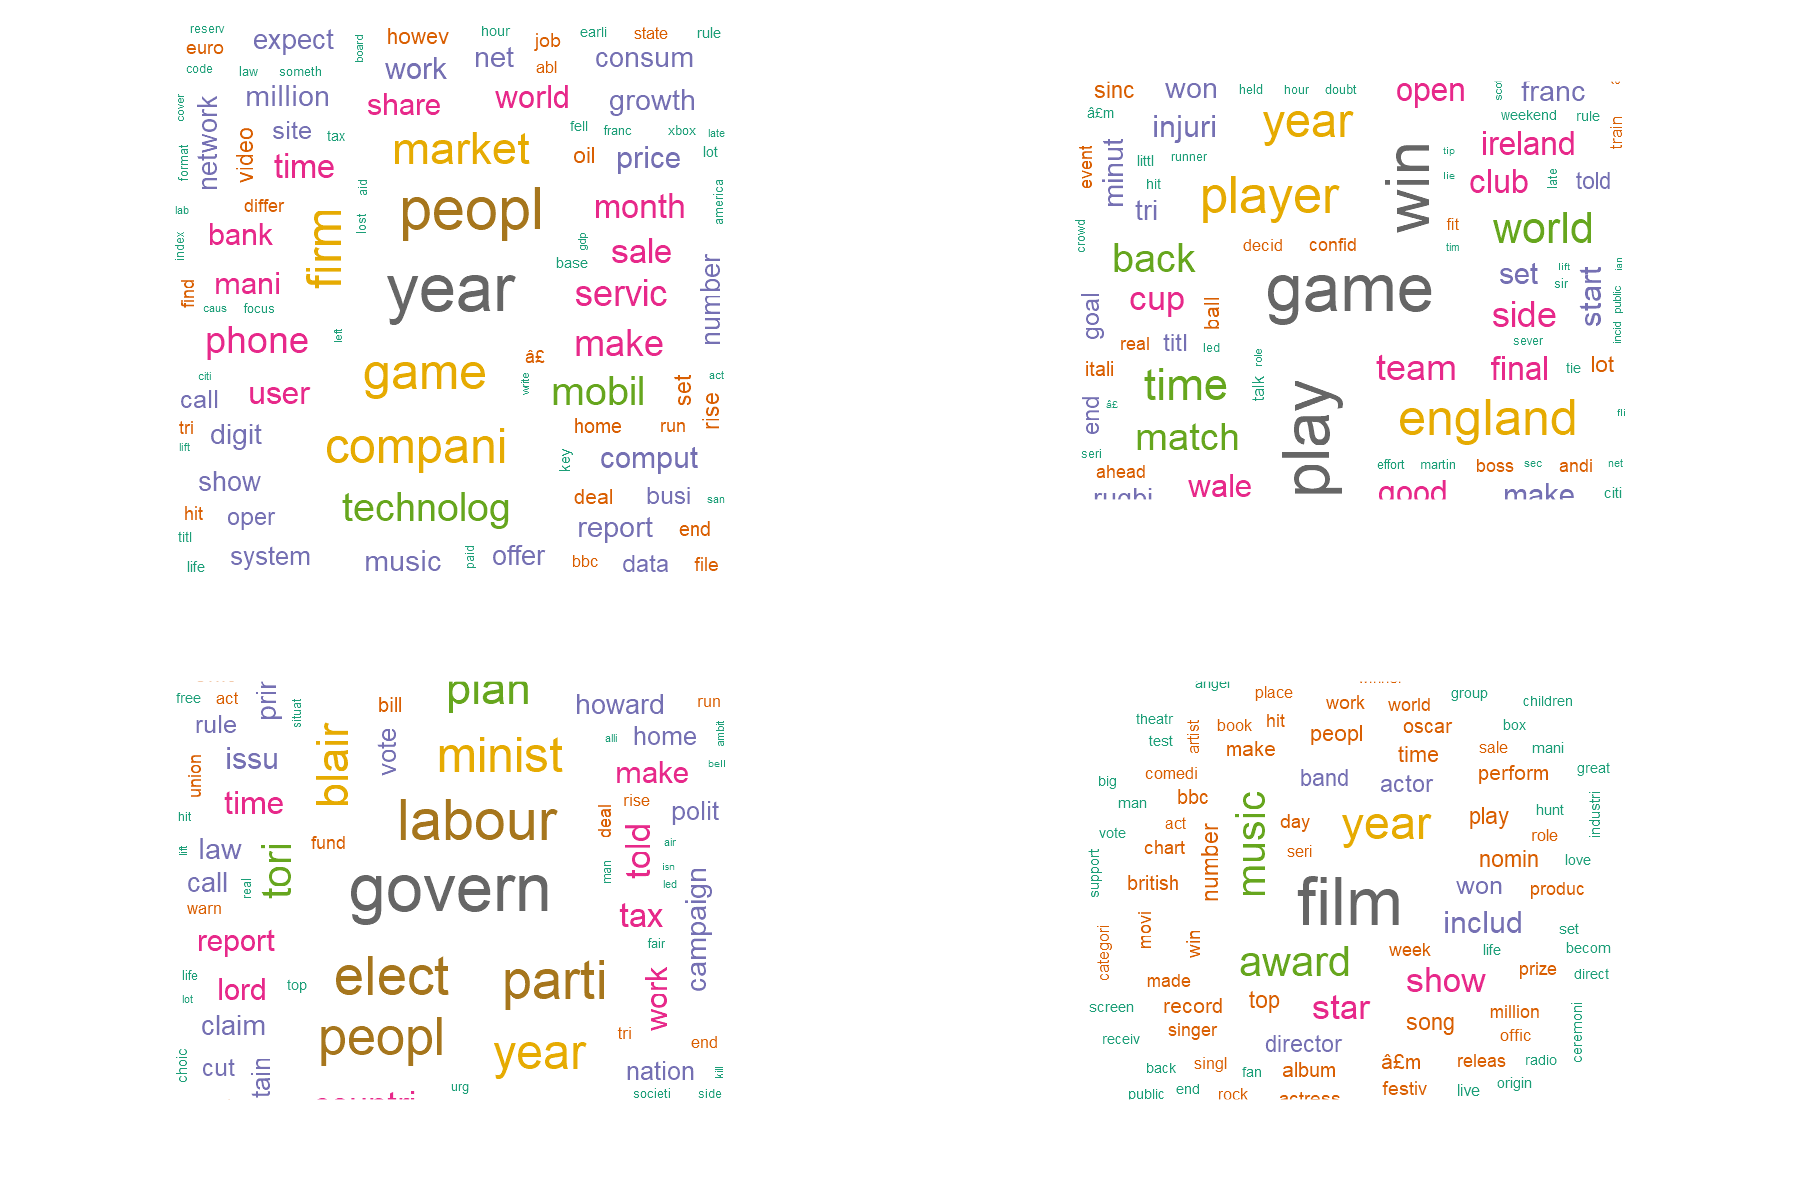 reserv
hour
earli
state
rule
euro
expect
board
howev
job
net
consum
code
law
someth
work
abl
million
share
world
growth
cover
network
video
site
tax
fell
franc
xbox
late
market
oil
price
lot
format
time
aid
peopl
month
america
lab
differ
lost
bank
firm
gdp
sale
index
base
number
find
mani
year
servic
caus
focus
phone
left
make
â£
game
citi
write
mobil
set
rise
act
call
user
tri
digit
home
run
lift
compani
key
comput
show
deal
busi
san
hit
oper
technolog
report
end
titl
system
music
paid
offer
bbc
data
file
life
sinc
won
held
hour
doubt
open
franc
â£m
injuri
year
weekend
rule
train
event
minut
littl
runner
win
tip
ireland
hit
player
lie
club
late
told
tri
crowd
fit
world
decid
confid
tim
back
set
lift
ian
goal
cup
ball
game
sir
start
public
side
incid
real
titl
led
sever
itali
talk
role
team
final
tie
lot
time
end
â£
play
england
fli
match
seri
ahead
effort
martin
boss
sec
andi
net
rugbi
wale
good
make
citi
free
act
situat
bill
plan
howard
run
rule
blair
vote
minist
alli
home
ambit
issu
union
make
bell
time
hit
labour
deal
rise
polit
fund
told
air
lift
law
tori
man
isn
call
real
govern
led
campaign
warn
tax
report
fair
life
elect
parti
work
lot
lord
top
claim
peopl
year
tri
end
choic
cut
tain
nation
kill
urg
societi
side
countri
anger
place
winner
group
work
world
children
theatr
artist
book
hit
peopl
oscar
box
test
make
time
sale
mani
big
comedi
band
actor
perform
great
man
bbc
music
year
hunt
industri
vote
act
number
day
play
role
chart
seri
nomin
love
support
british
film
won
produc
movi
win
includ
set
categori
award
week
life
becom
made
show
prize
direct
screen
record
top
star
song
million
ceremoni
receiv
singer
director
offic
back
singl
fan
album
â£m
releas
radio
public
end
rock
actress
festiv
live
origin